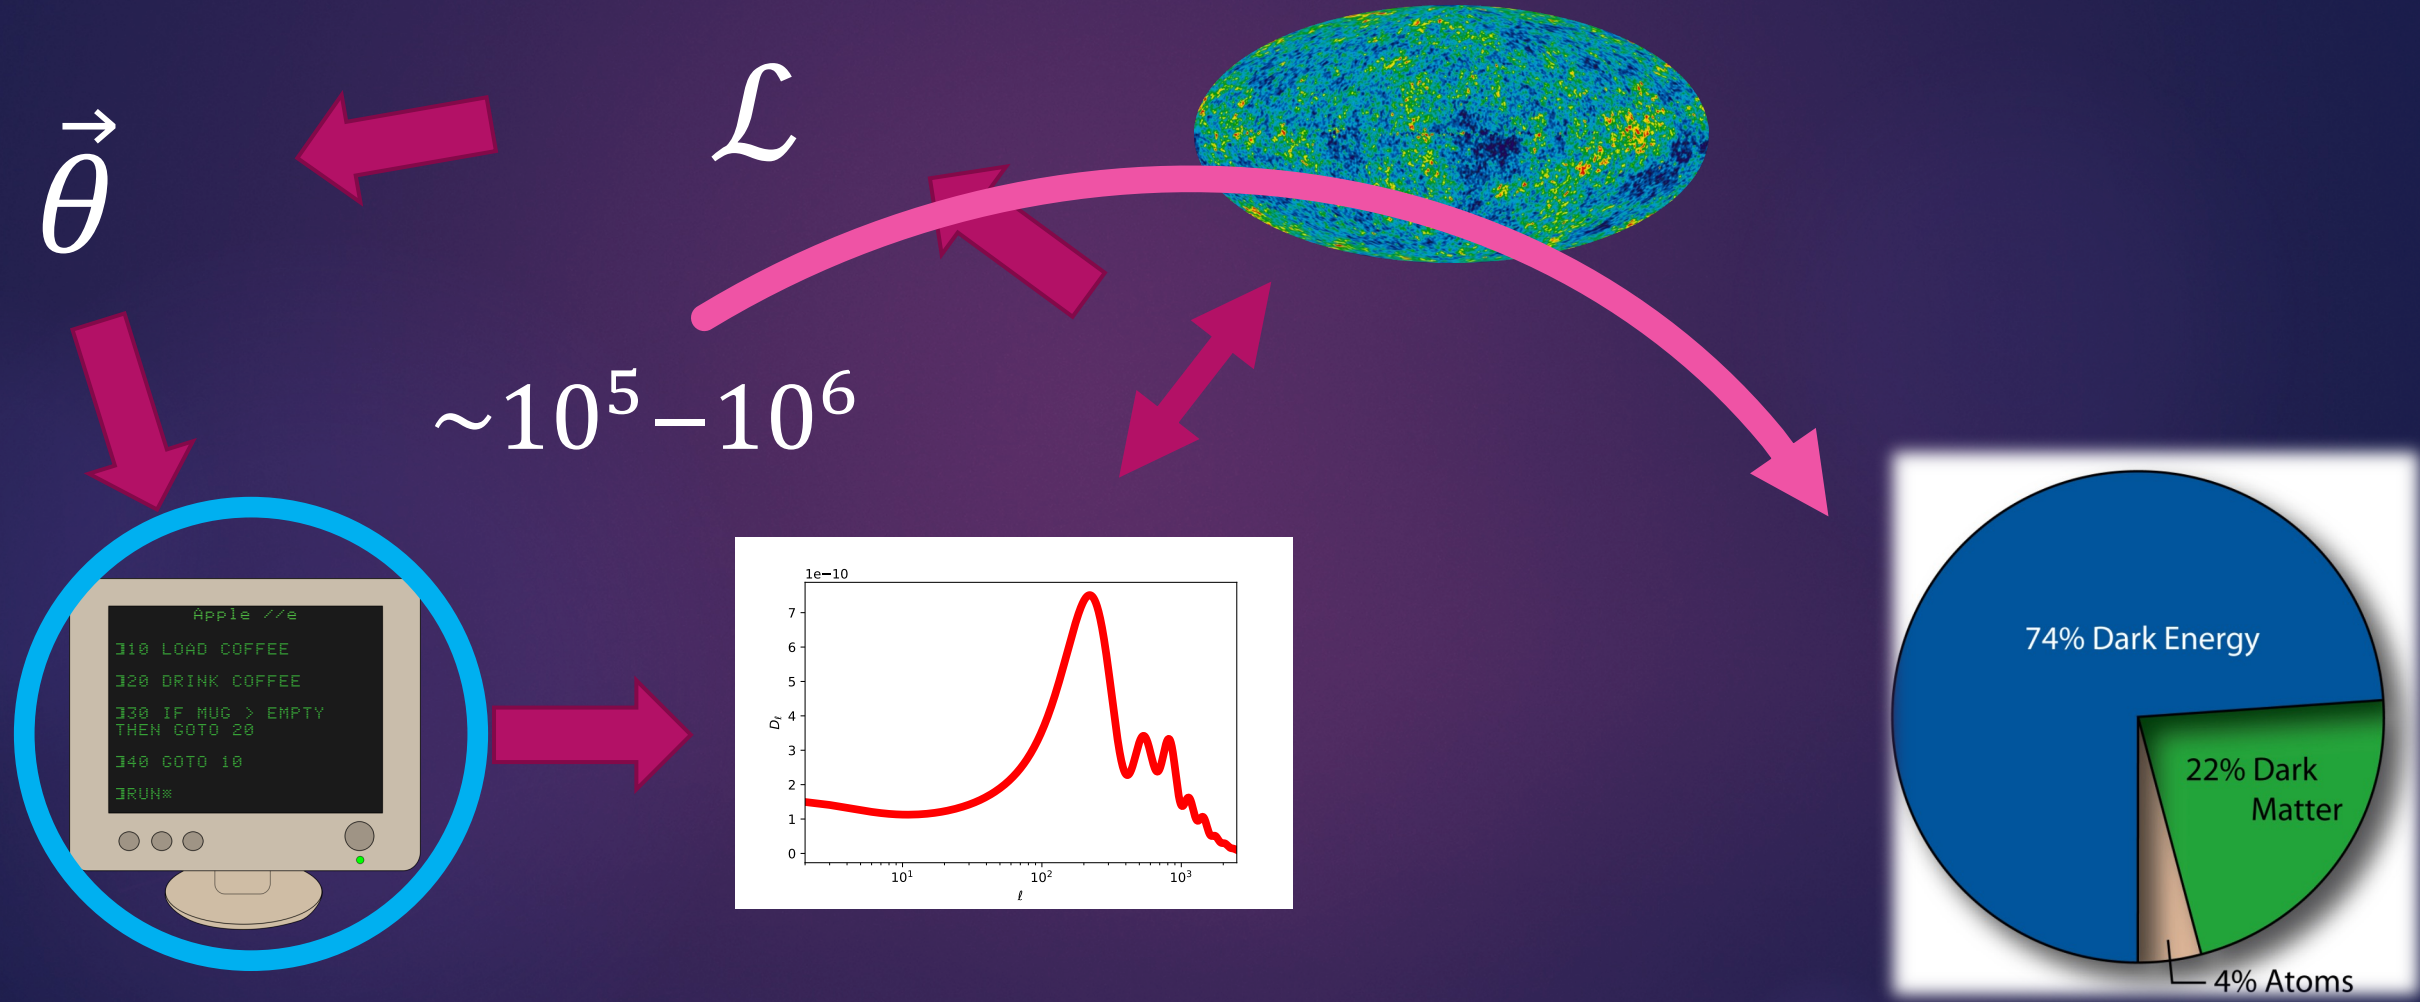 ℒ
θ⃗
~10⁵−10⁶
Apple //e
]10 LOAD COFFEE
]20 DRINK COFFEE
]30 IF MUG > EMPTY
THEN GOTO 20
]40 GOTO 10
]RUN※
1e−10
7
6
5
4
3
2
1
0
Dℓ
10¹ 10² 10³
ℓ
74% Dark Energy
22% Dark
Matter
4% Atoms